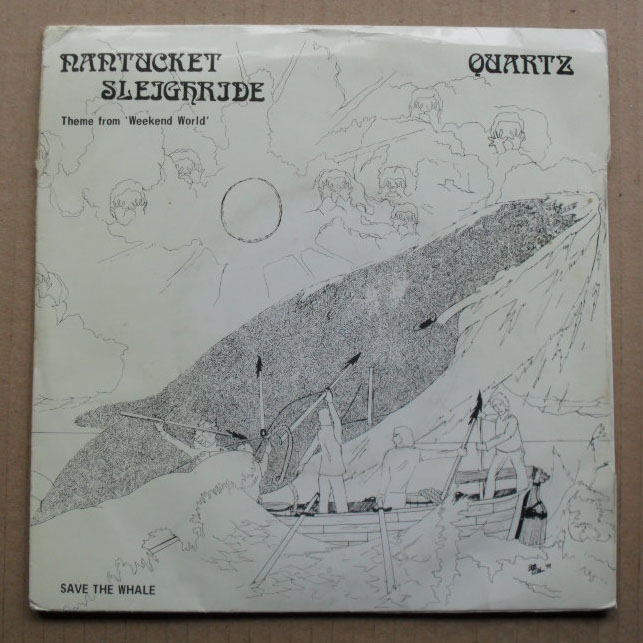 NANTUCKET
SLEIGHRIDE
QUARTZ
Theme from 'Weekend World'
SAVE THE WHALE